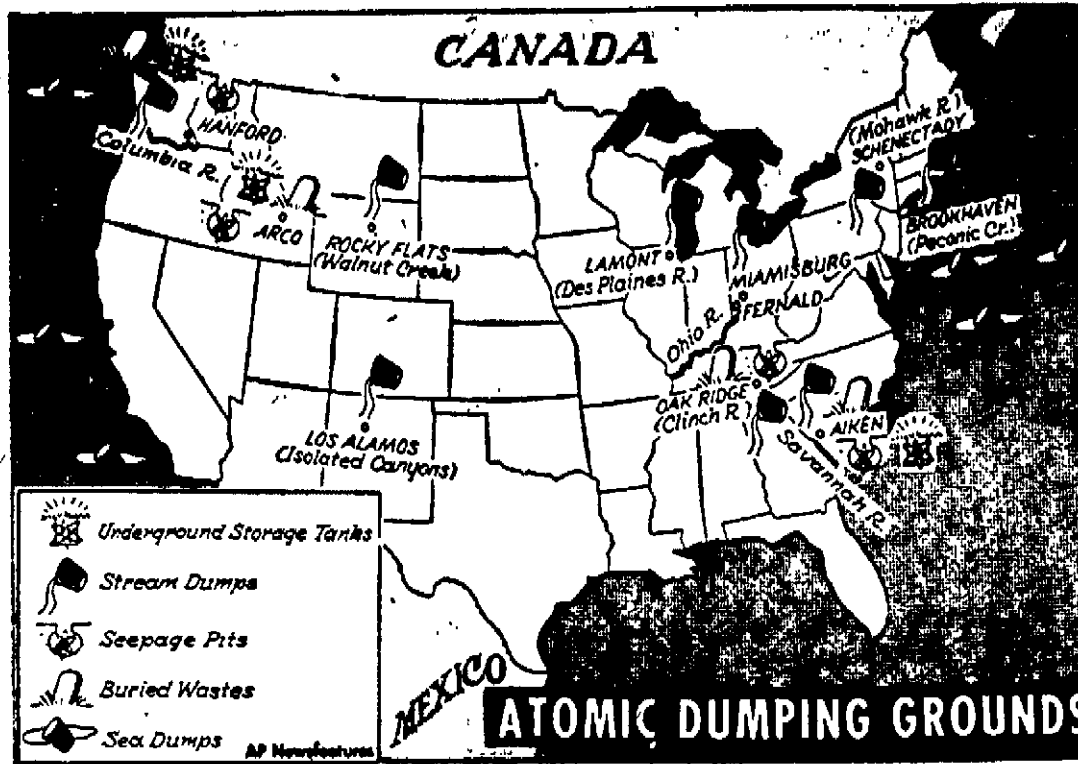 CANADA
HANFORD
Columbia R.
ARCO
ROCKY FLATS
(Walnut Creek)
LOS ALAMOS
(Isolated Canyons)
LAMONT
(Des Plaines R.)
MIAMISBURG
FERNALD
Ohio R.
(Mohawk R.)
SCHENECTADY
BROOKHAVEN
(Peconic Cr.)
OAK RIDGE
(Clinch R.)
AIKEN
Savannah R.
MEXICO
Underground Storage Tanks
Stream Dumps
Seepage Pits
Buried Wastes
Sea Dumps
AP Newsfeatures
ATOMIC DUMPING GROUNDS